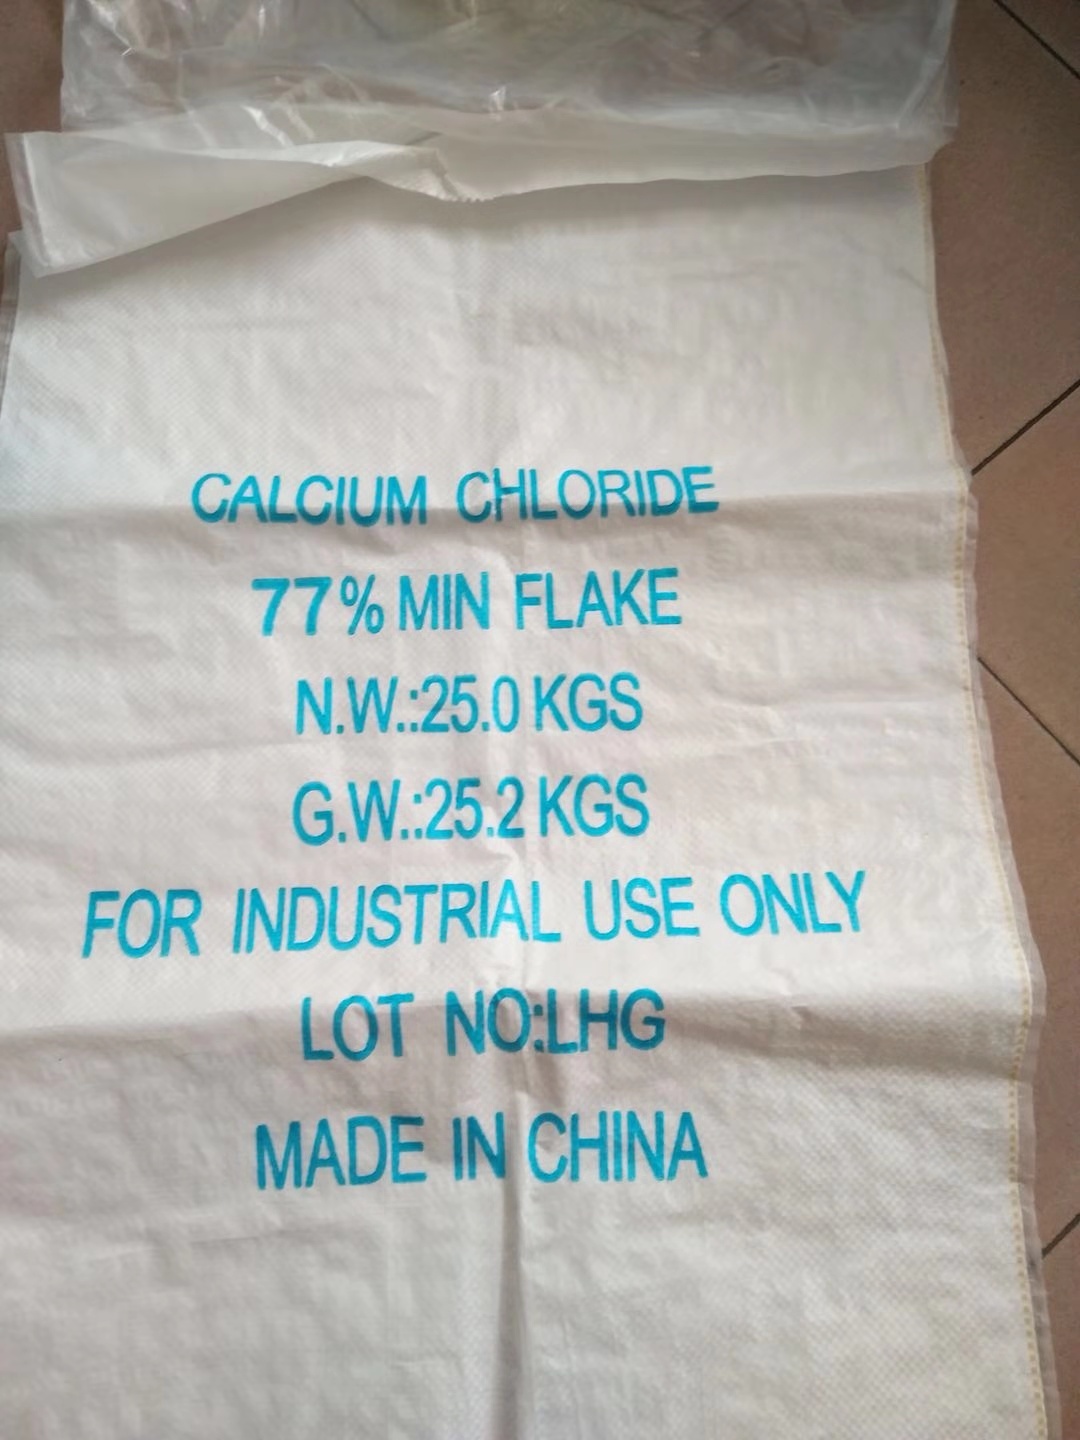 CALCIUM CHLORIDE
77% MIN FLAKE
N.W.:25.0 KGS
G.W.:25.2 KGS
FOR INDUSTRIAL USE ONLY
LOT NO:LHG
MADE IN CHINA